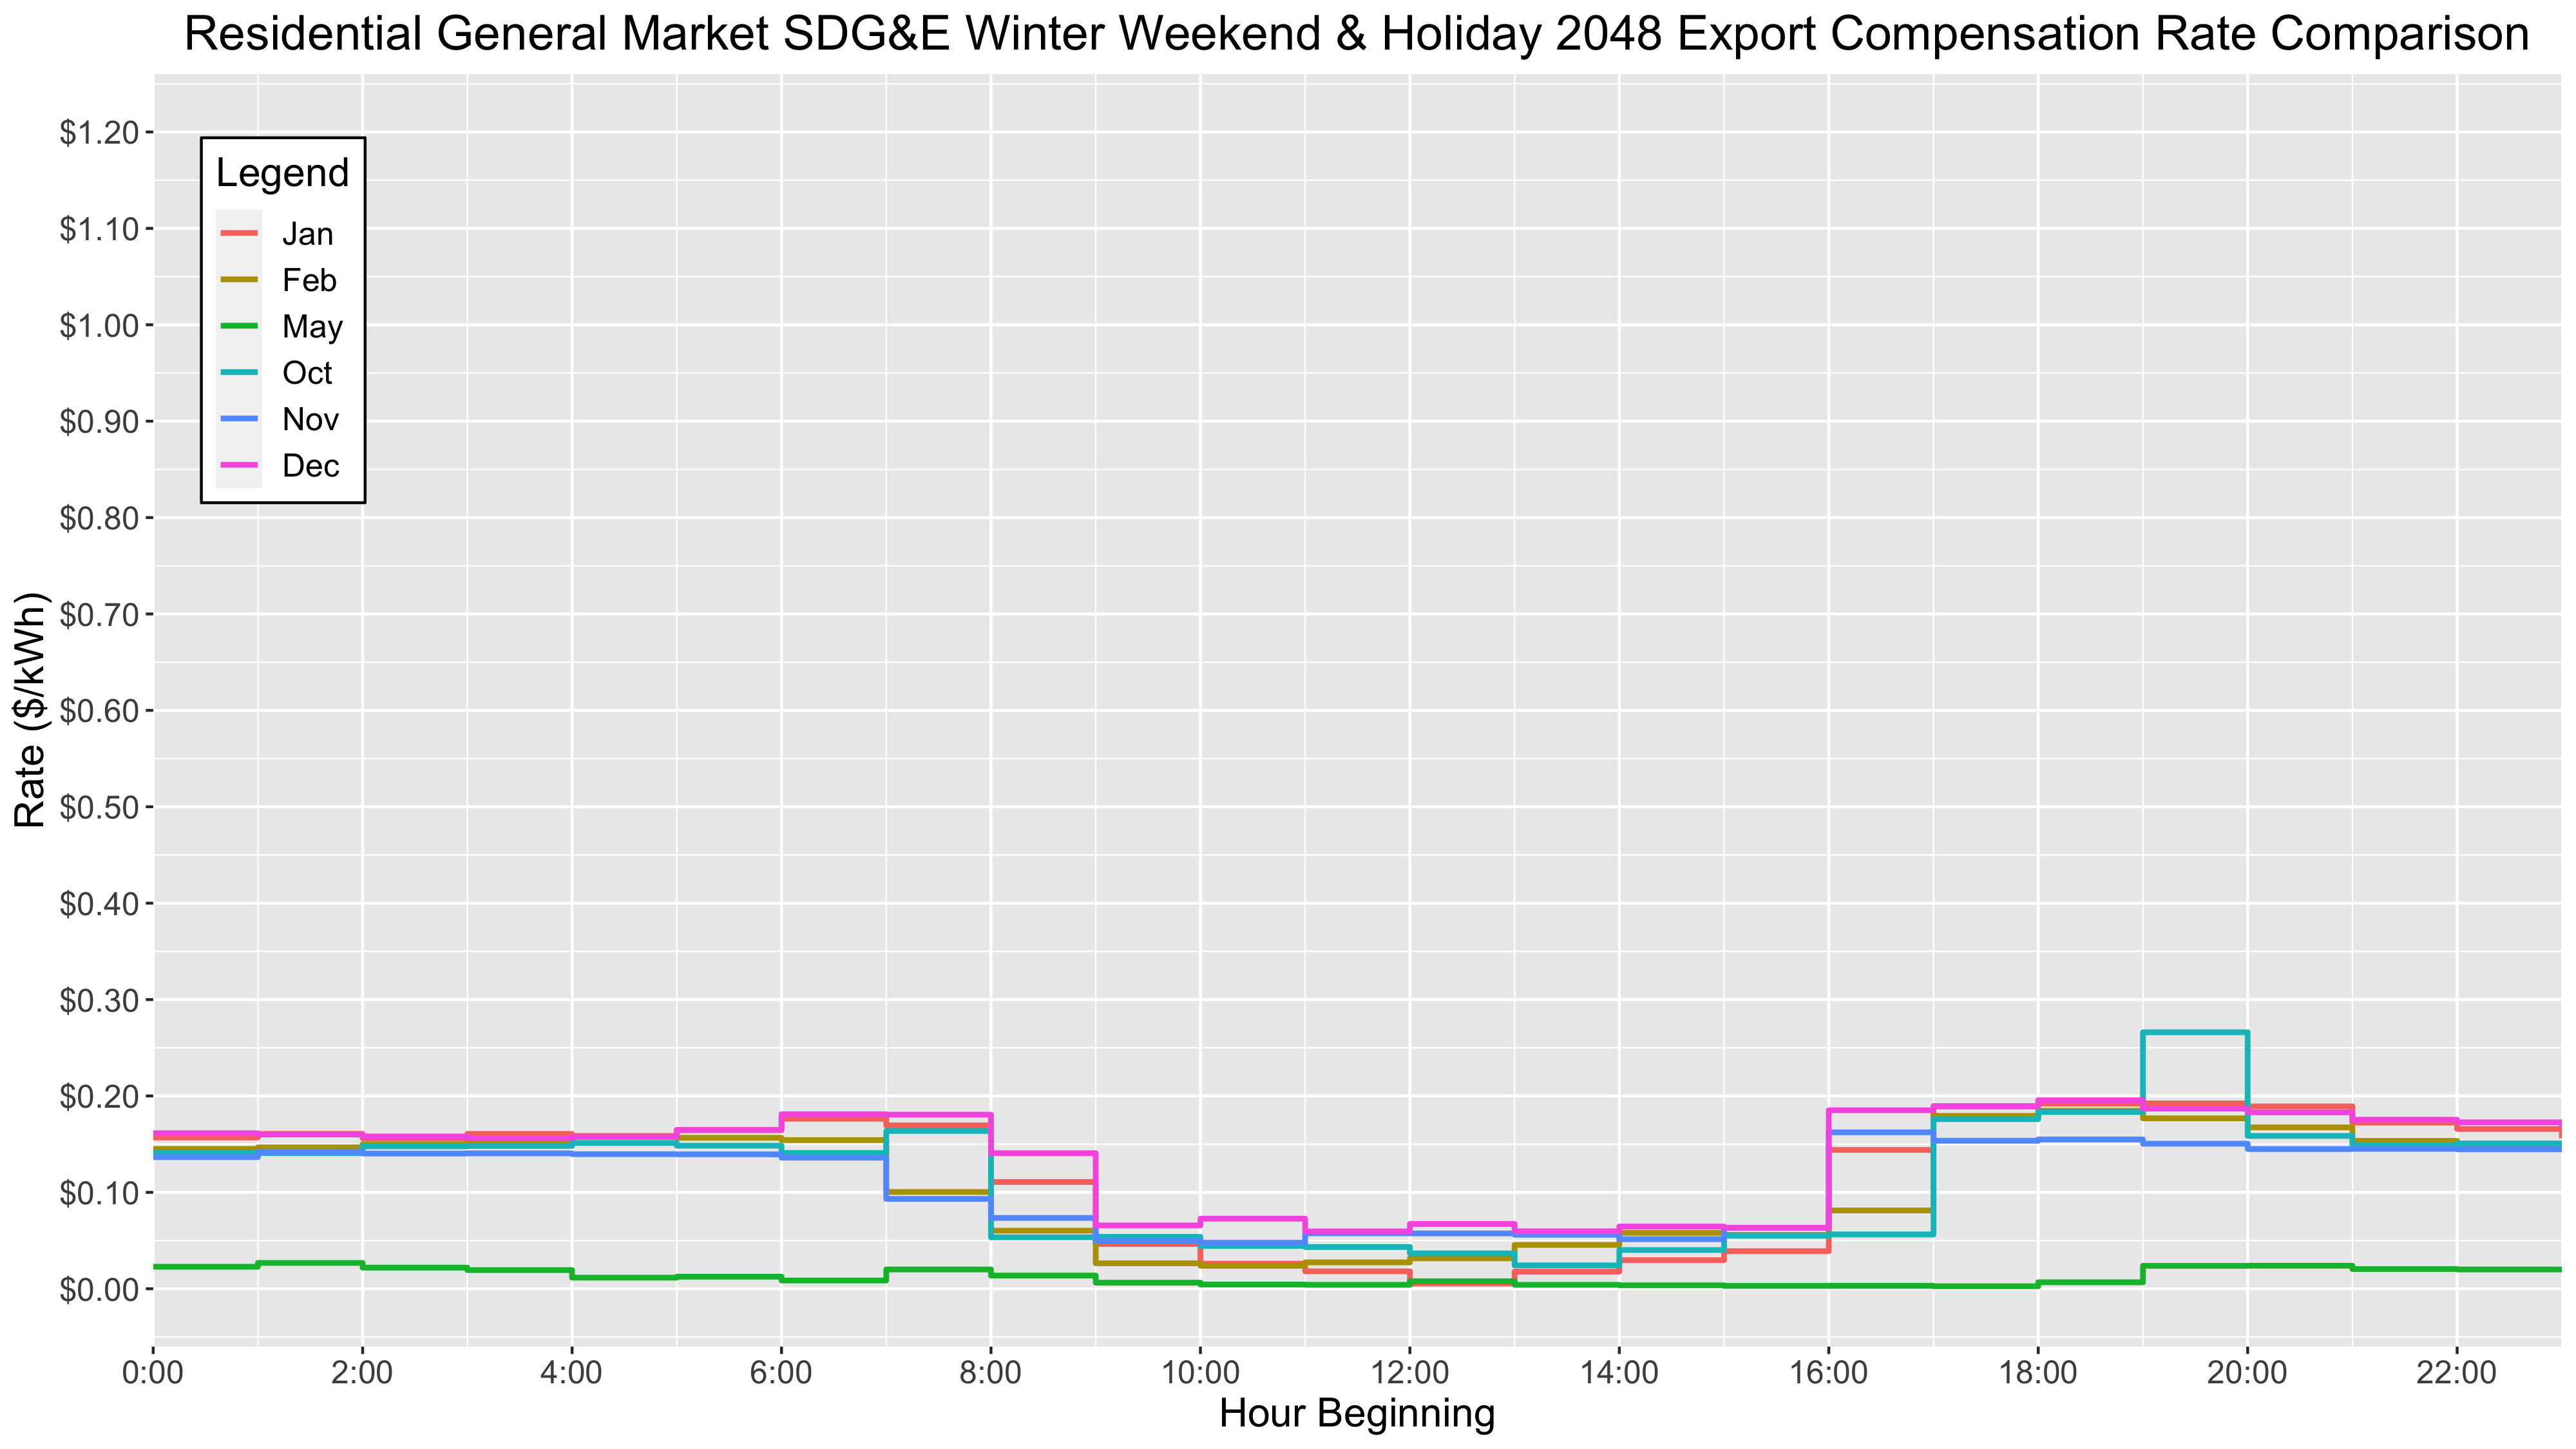 Residential General Market SDG&E Winter Weekend & Holiday 2048 Export Compensation Rate Comparison
$1.20
$1.10
$1.00
$0.90
$0.80
$0.70
$0.60
$0.50
$0.40
$0.30
$0.20
$0.10
$0.00
Rate ($/kWh)
Legend
Jan
Feb
May
Oct
Nov
Dec
0:00 2:00 4:00 6:00 8:00 10:00 12:00 14:00 16:00 18:00 20:00 22:00
Hour Beginning